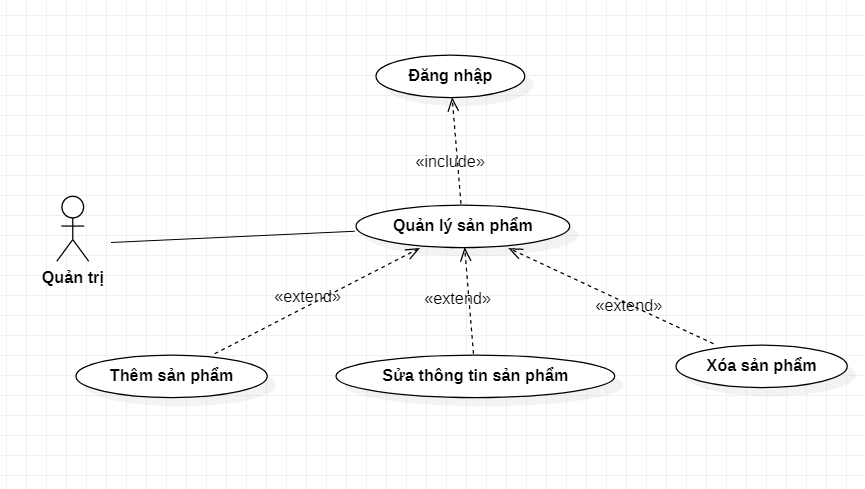 Đăng nhập
«include»
Quản lý sản phẩm
Quản trị
«extend»
«extend»
«extend»
Thêm sản phẩm
Sửa thông tin sản phẩm
Xóa sản phẩm